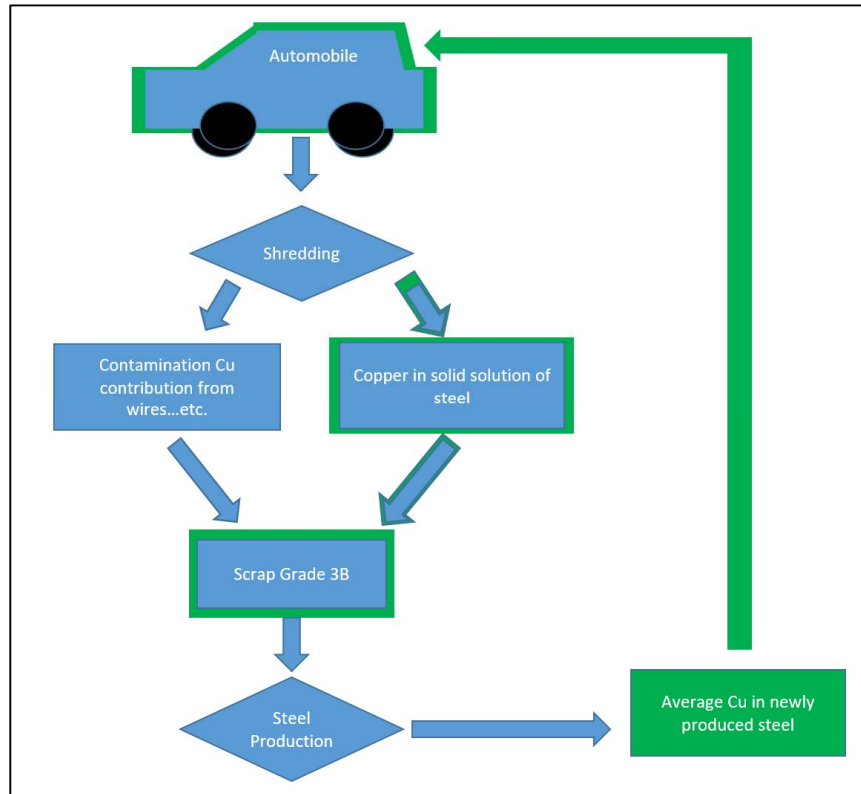 Automobile
Shredding
Contamination Cu
contribution from
wires...etc.
Copper in solid solution of
steel
Scrap Grade 3B
Steel
Production
Average Cu in newly
produced steel